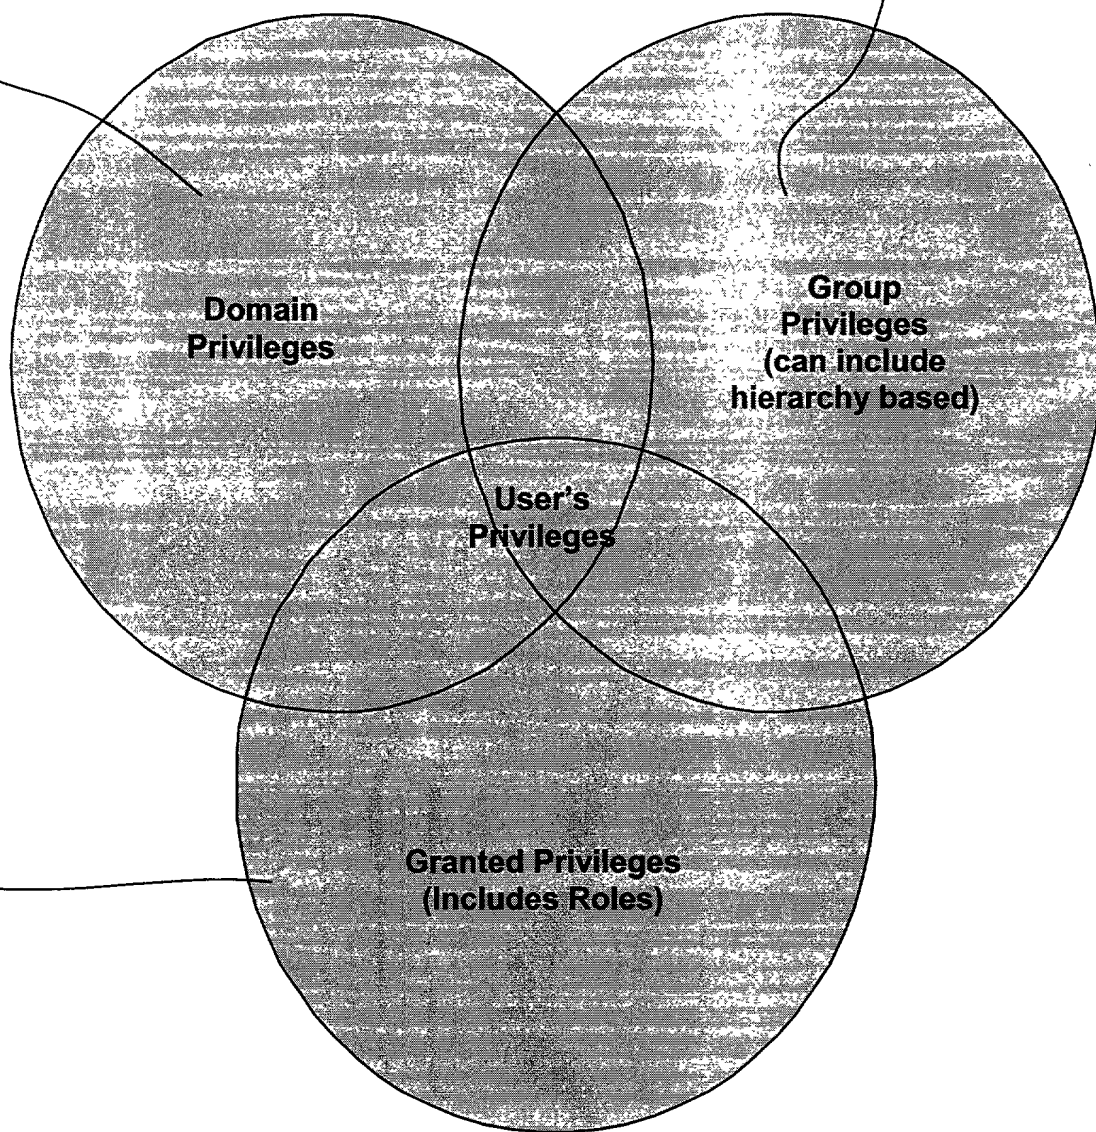 Domain
Privileges
Group
Privileges
(can include
hierarchy based)
User's
Privileges
Granted Privileges
(Includes Roles)